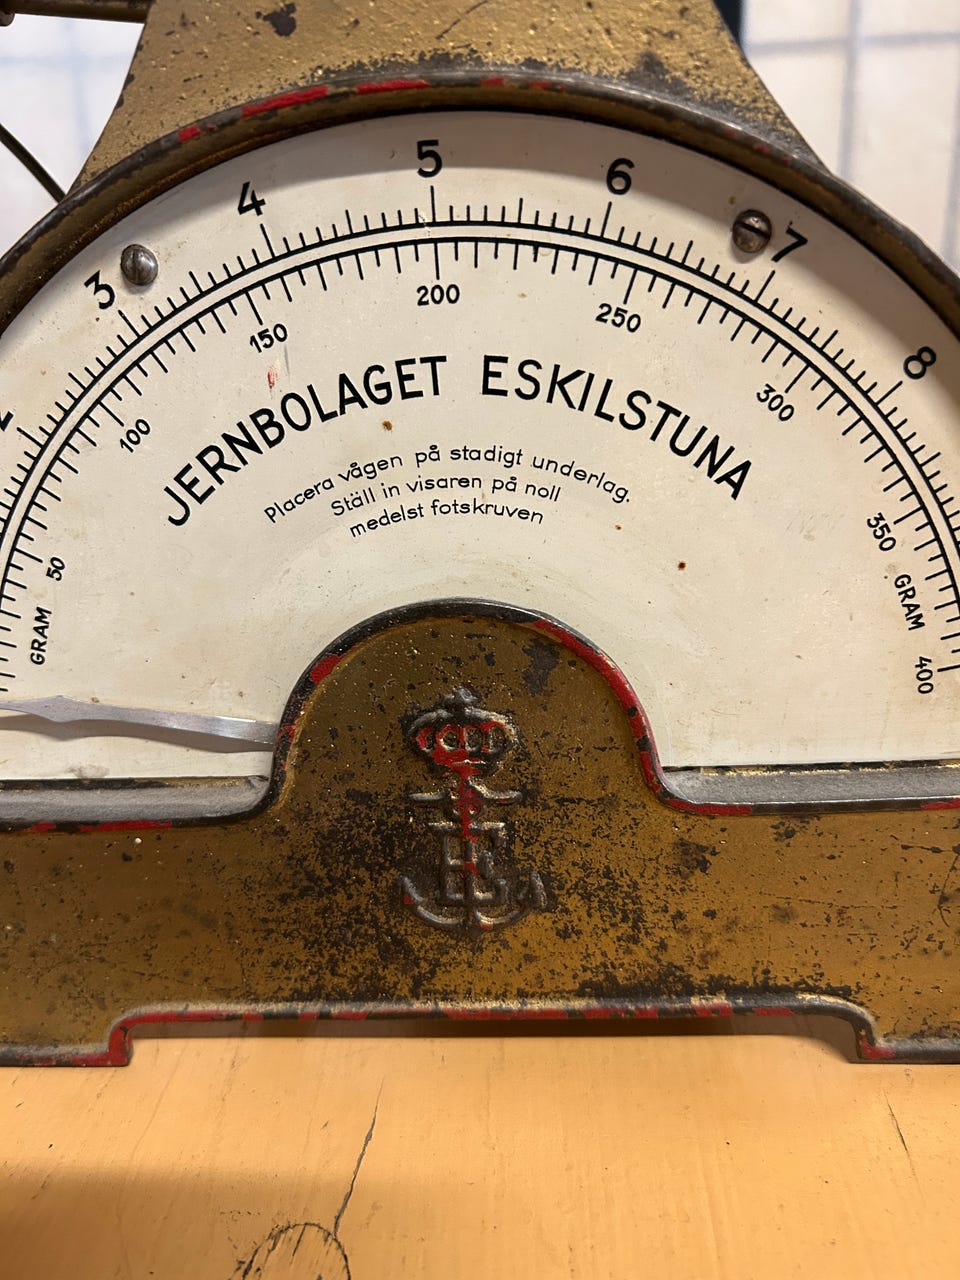 2 3 4 5 6 7 8
50 100 150 200 250 300 350 400
GRAM
GRAM
JERNBOLAGET ESKILSTUNA
Placera vågen på stadigt underlag.
Ställ in visaren på noll
medelst fotskruven